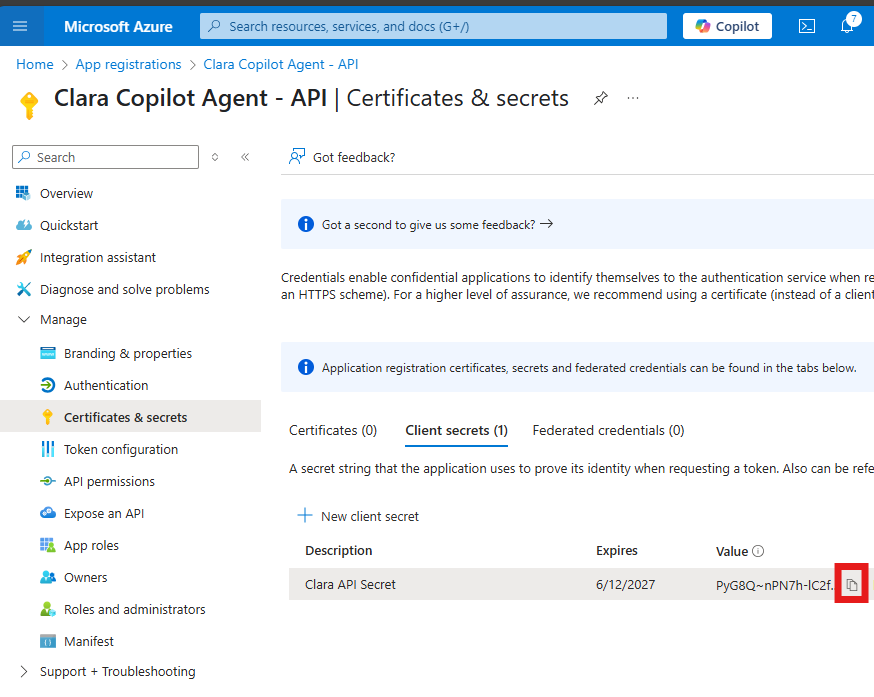 Microsoft Azure
Search resources, services, and docs (G+/)
Copilot
7
Home > App registrations > Clara Copilot Agent - API
Clara Copilot Agent - API | Certificates & secrets
Search
Got feedback?
Overview
Quickstart
Integration assistant
Diagnose and solve problems
Manage
Branding & properties
Authentication
Certificates & secrets
Token configuration
API permissions
Expose an API
App roles
Owners
Roles and administrators
Manifest
Support + Troubleshooting
Got a second to give us some feedback?
Credentials enable confidential applications to identify themselves to the authentication service when re
an HTTPS scheme). For a higher level of assurance, we recommend using a certificate (instead of a client
Application registration certificates, secrets and federated credentials can be found in the tabs below.
Certificates (0) Client secrets (1) Federated credentials (0)
A secret string that the application uses to prove its identity when requesting a token. Also can be refe
New client secret
Description Expires Value
Clara API Secret 6/12/2027 PyG8Q~nPN7h-lC2f...